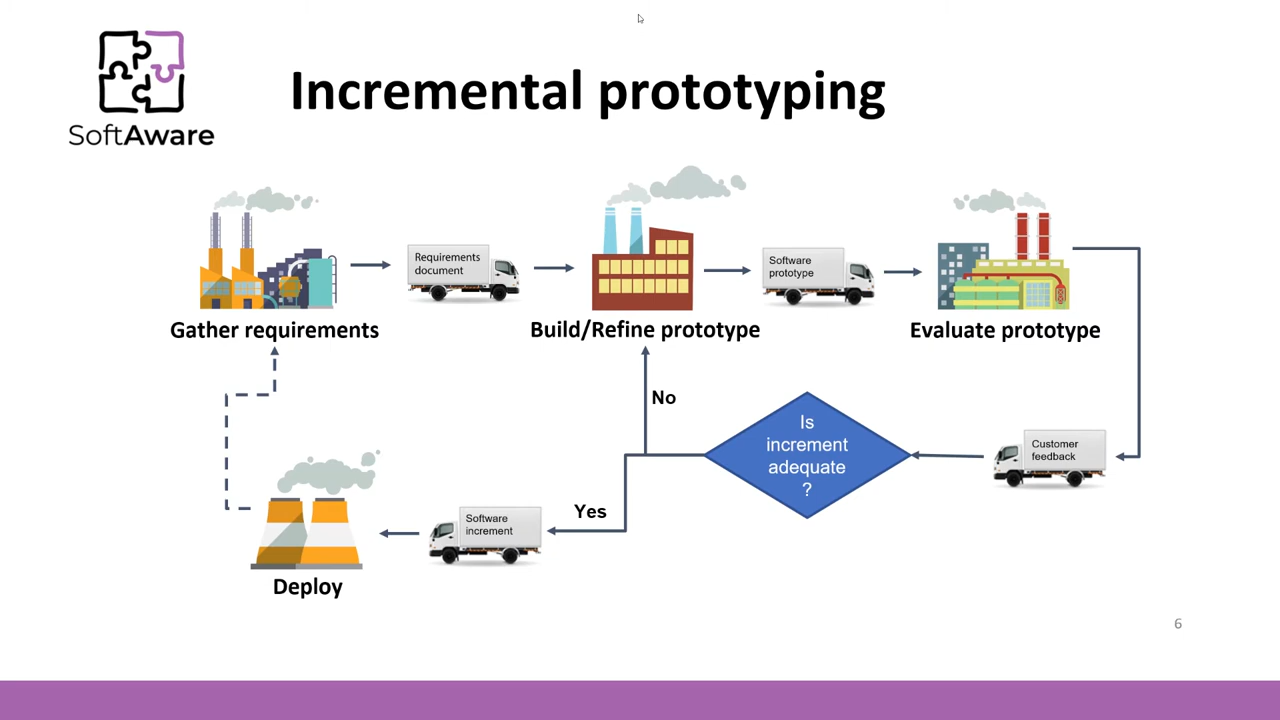 SoftAware
Incremental prototyping
Requirements
document
Software
prototype
Gather requirements
Build/Refine prototype
Evaluate prototype
No
Is
increment
adequate
?
Customer
feedback
Yes
Software
increment
Deploy
6